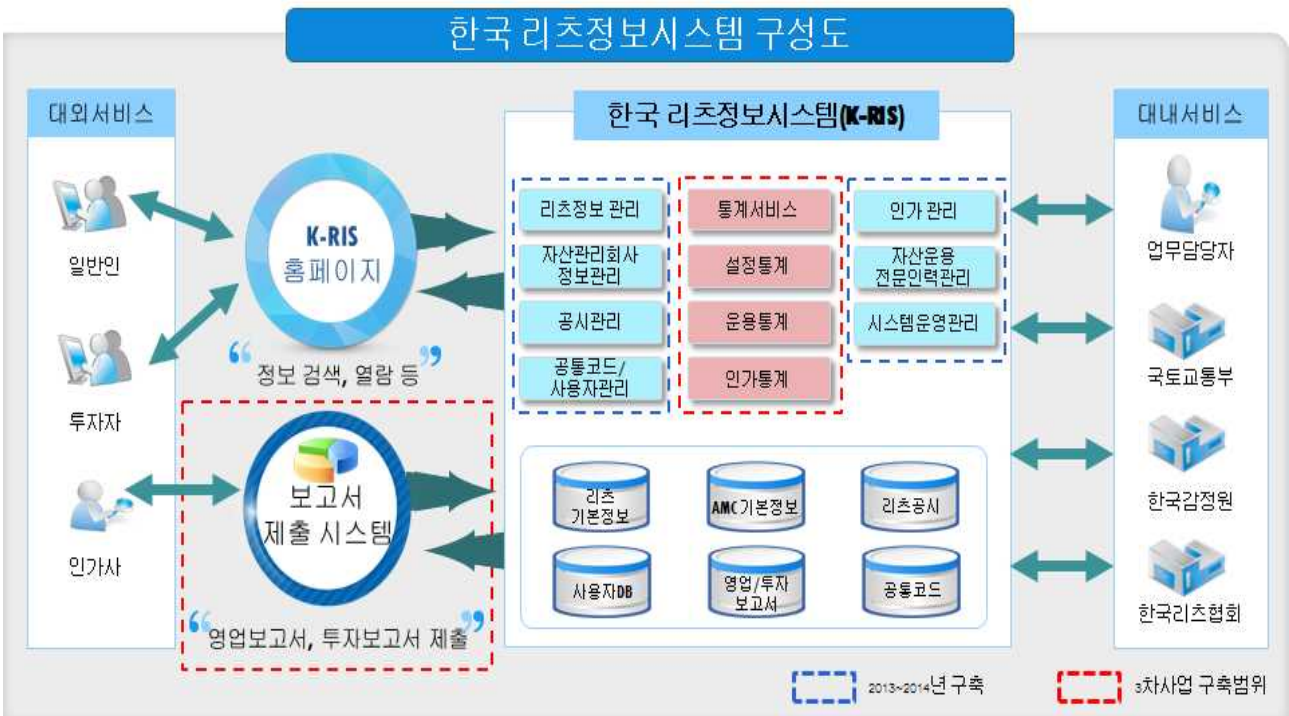 한국 리츠정보시스템 구성도
대외서비스
일반인
투자자
인가사
K-RIS
홈페이지
“정보 검색, 열람 등”
보고서
제출 시스템
“영업보고서, 투자보고서 제출”
한국 리츠정보시스템(K-RIS)
리츠정보 관리
자산관리회사
정보관리
공시관리
공통코드/
사용자관리
통계서비스
설정통계
운용통계
인가통계
인가 관리
자산운용
전문인력관리
시스템운영관리
리츠
기본정보
AMC기본정보
리츠공시
사용자DB
영업/투자
보고서
공통코드
대내서비스
업무담당자
국토교통부
한국감정원
한국리츠협회
2013~2014년 구축
3차사업 구축범위